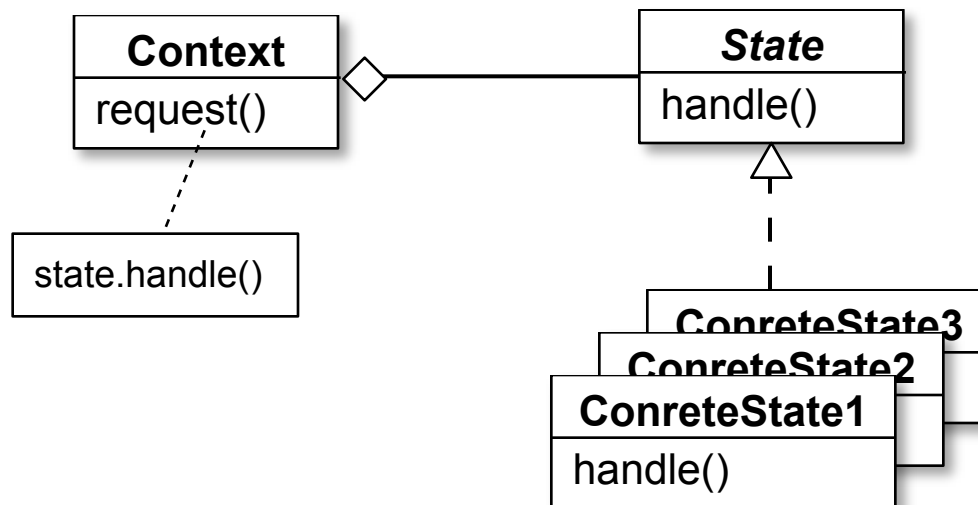 Context
request()
state.handle()
State
handle()
ConreteState3
ConreteState2
ConreteState1
handle()